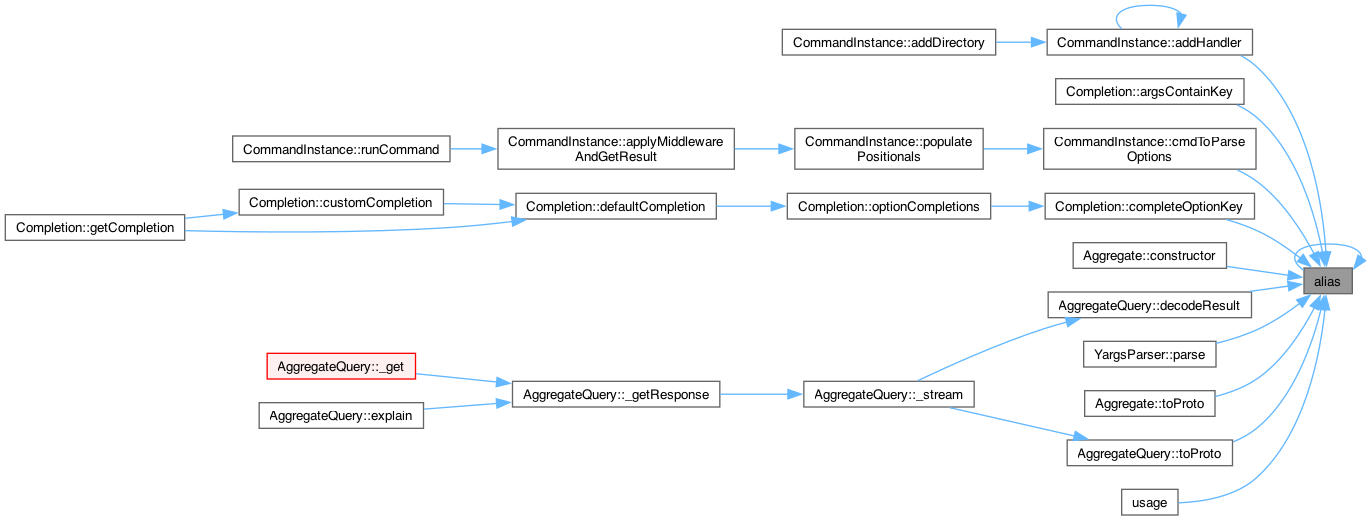 CommandInstance::addDirectory
CommandInstance::addHandler
Completion::argsContainKey
CommandInstance::runCommand
CommandInstance::applyMiddleware
AndGetResult
CommandInstance::populate
Positionals
CommandInstance::cmdToParse
Options
Completion::getCompletion
Completion::customCompletion
Completion::defaultCompletion
Completion::optionCompletions
Completion::completeOptionKey
Aggregate::constructor
alias
AggregateQuery::decodeResult
YargsParser::parse
AggregateQuery::_get
AggregateQuery::explain
AggregateQuery::_getResponse
AggregateQuery::_stream
Aggregate::toProto
AggregateQuery::toProto
usage